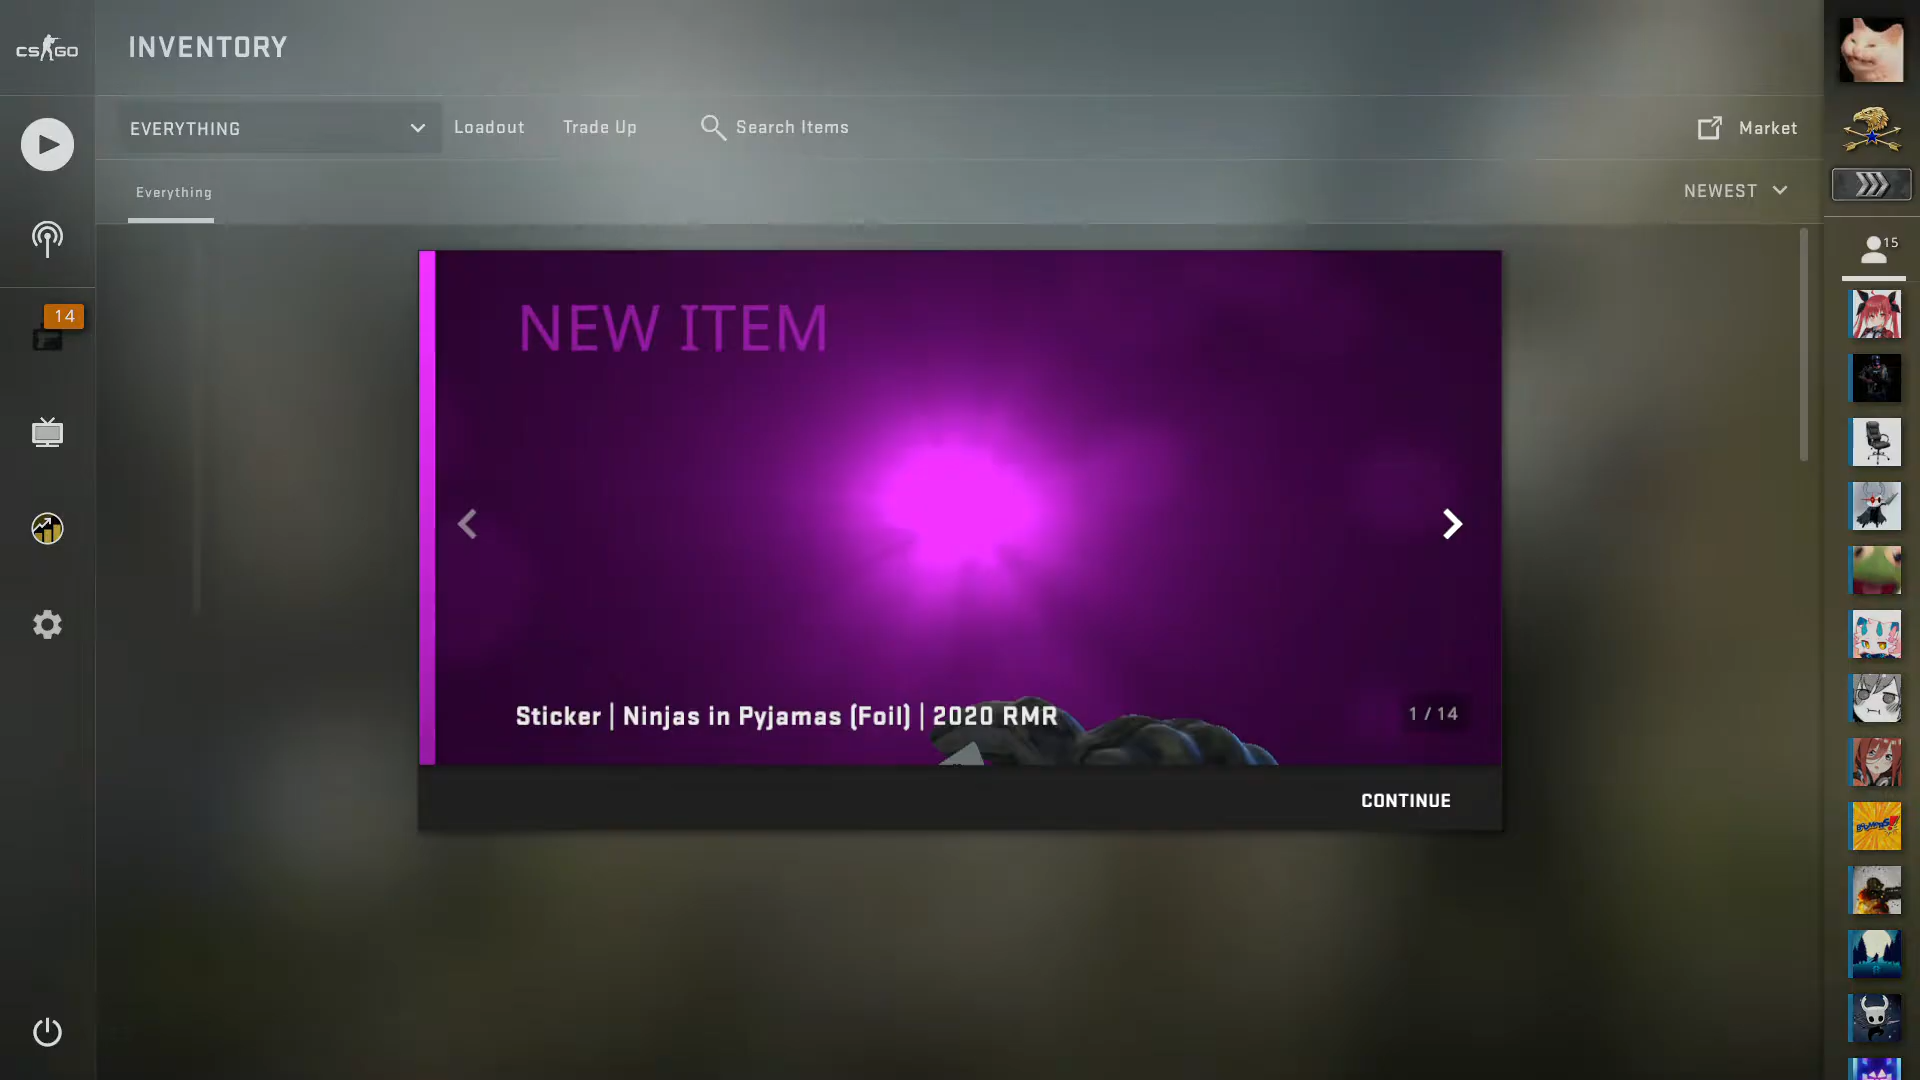 CS GO
INVENTORY
EVERYTHING
Loadout
Trade Up
Search Items
Market
Everything
NEWEST
15
14
NEW ITEM
Sticker | Ninjas in Pyjamas (Foil) | 2020 RMR
1 / 14
CONTINUE